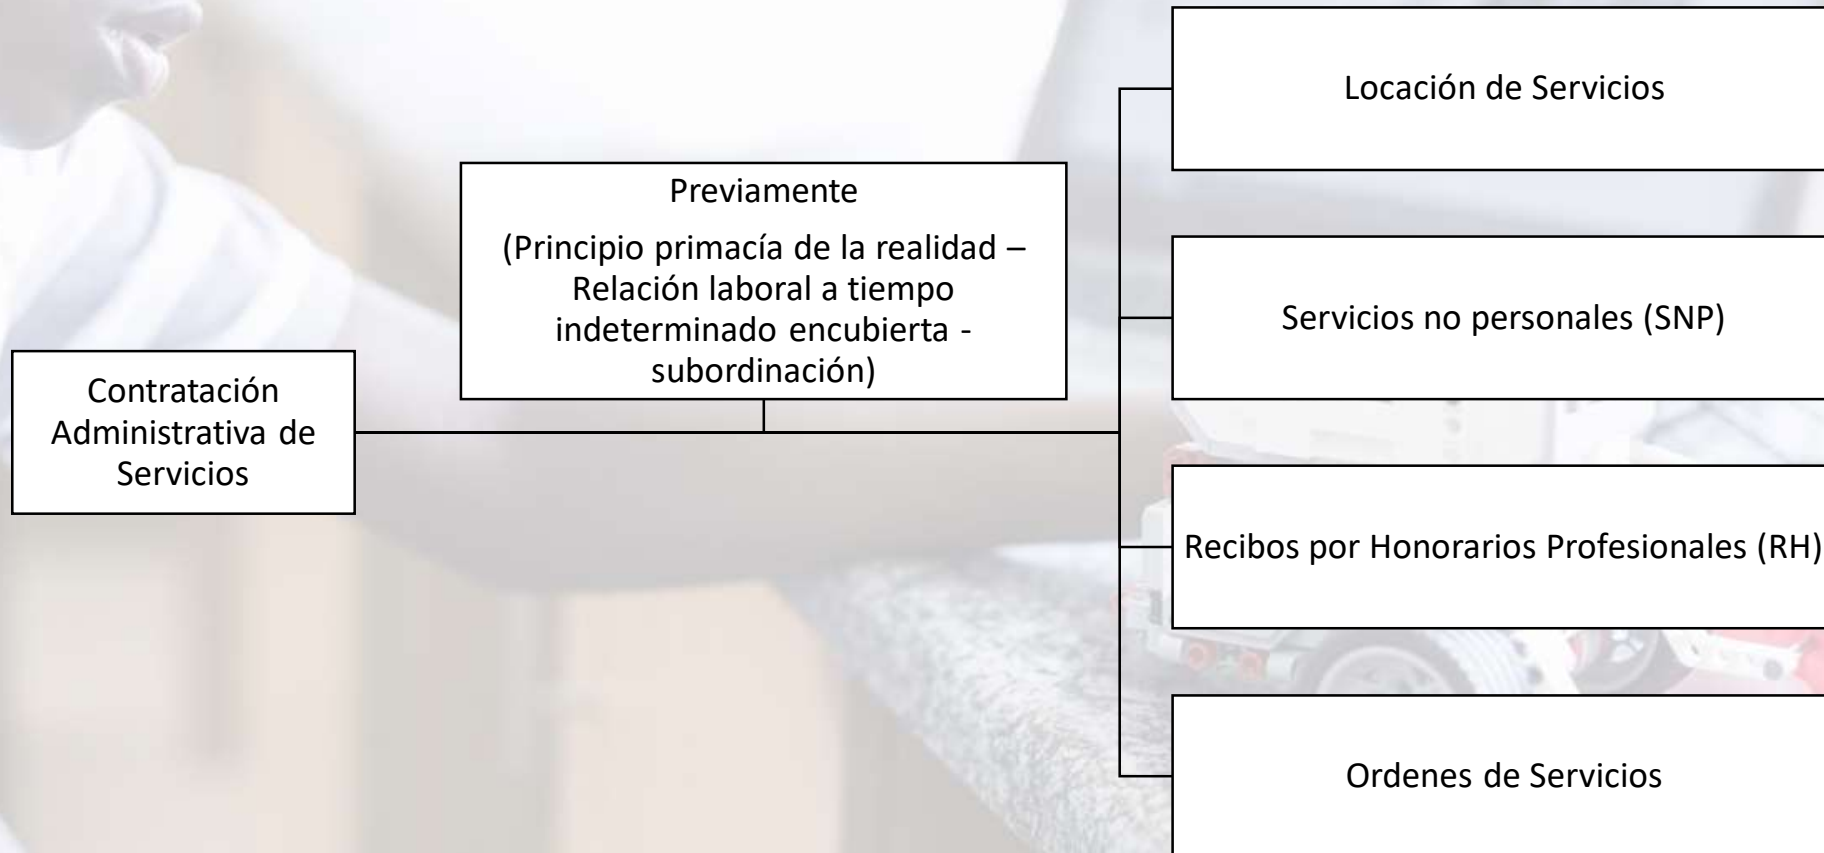 Contratación
Administrativa de
Servicios
Previamente
(Principio primacía de la realidad –
Relación laboral a tiempo
indeterminado encubierta -
subordinación)
Locación de Servicios
Servicios no personales (SNP)
Recibos por Honorarios Profesionales (RH)
Ordenes de Servicios